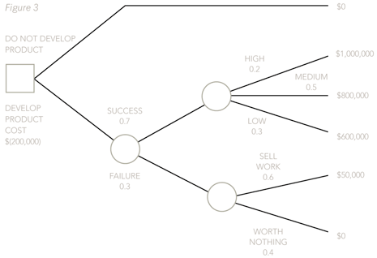 Figure 3
$0
DO NOT DEVELOP
PRODUCT
HIGH
0.2
$1,000,000
MEDIUM
0.5
$800,000
DEVELOP
PRODUCT
COST
$(200,000)
SUCCESS
0.7
LOW
0.3
$600,000
FAILURE
0.3
SELL
WORK
0.6
$50,000
WORTH
NOTHING
0.4
$0